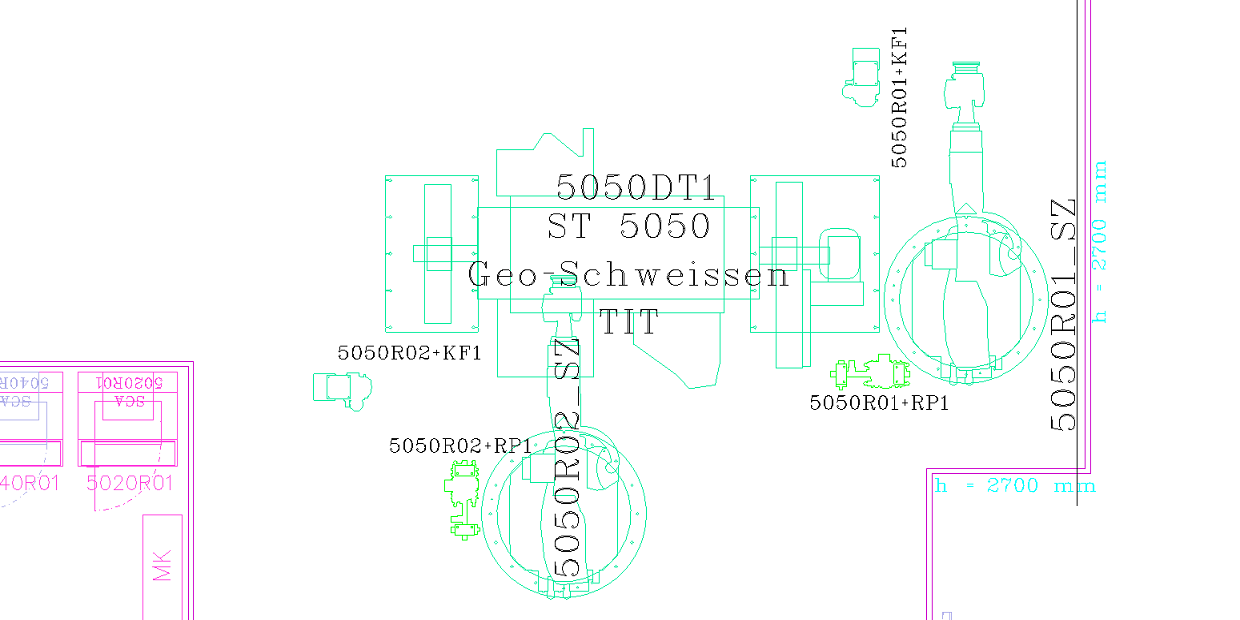 5050R01+KF1
5050DT1
ST 5050
Geo-Schweissen
TIT
5050R01_SZ
h = 2700 mm
5050R02+KF1
5050R02_SZ
5050R01+RP1
5050R02+RP1
5040R
SCA
5020R01
SCA
40R01
5020R01
h = 2700 mm
MK